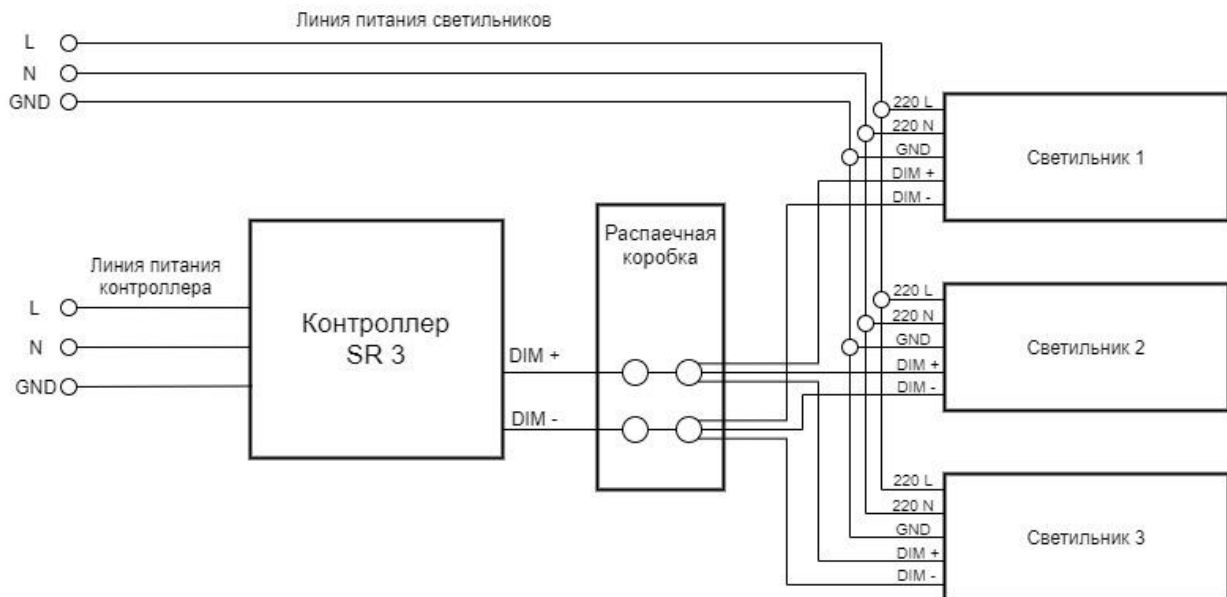 Линия питания светильников
L
N
GND
220 L
220 N
GND
DIM +
DIM -
Светильник 1
Распаечная
коробка
Линия питания
контроллера
L
N
GND
Контроллер
SR 3
DIM +
DIM -
220 L
220 N
GND
DIM +
DIM -
Светильник 2
220 L
220 N
GND
DIM +
DIM -
Светильник 3